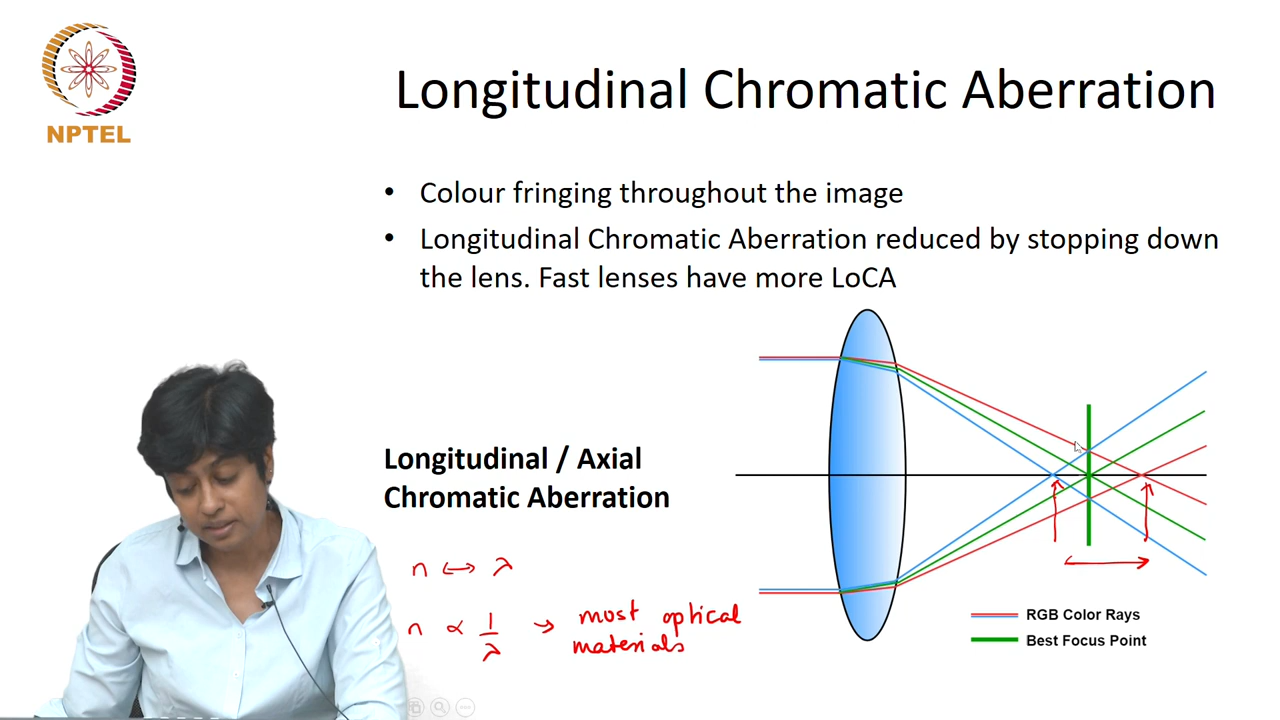 NPTEL
Longitudinal Chromatic Aberration
• Colour fringing throughout the image
• Longitudinal Chromatic Aberration reduced by stopping down
the lens. Fast lenses have more LoCA
Longitudinal / Axial
Chromatic Aberration
n ↔ λ
n ∝ 1/λ → most optical
materials
RGB Color Rays
Best Focus Point